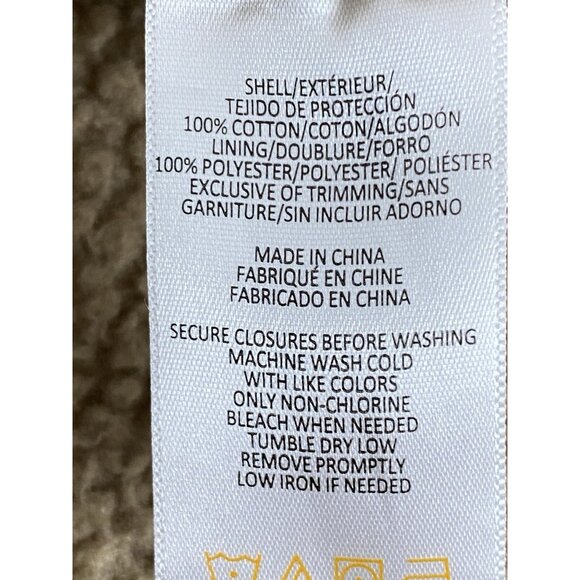 SHELL/EXTÉRIEUR/
TEJIDO DE PROTECCIÓN
100% COTTON/COTON/ALGODÓN
LINING/DOUBLURE/FORRO
100% POLYESTER/POLYESTER/ POLIÉSTER
EXCLUSIVE OF TRIMMING/SANS
GARNITURE/SIN INCLUIR ADORNO
MADE IN CHINA
FABRIQUÉ EN CHINE
FABRICADO EN CHINA
SECURE CLOSURES BEFORE WASHING
MACHINE WASH COLD
WITH LIKE COLORS
ONLY NON-CHLORINE
BLEACH WHEN NEEDED
TUMBLE DRY LOW
REMOVE PROMPTLY
LOW IRON IF NEEDED